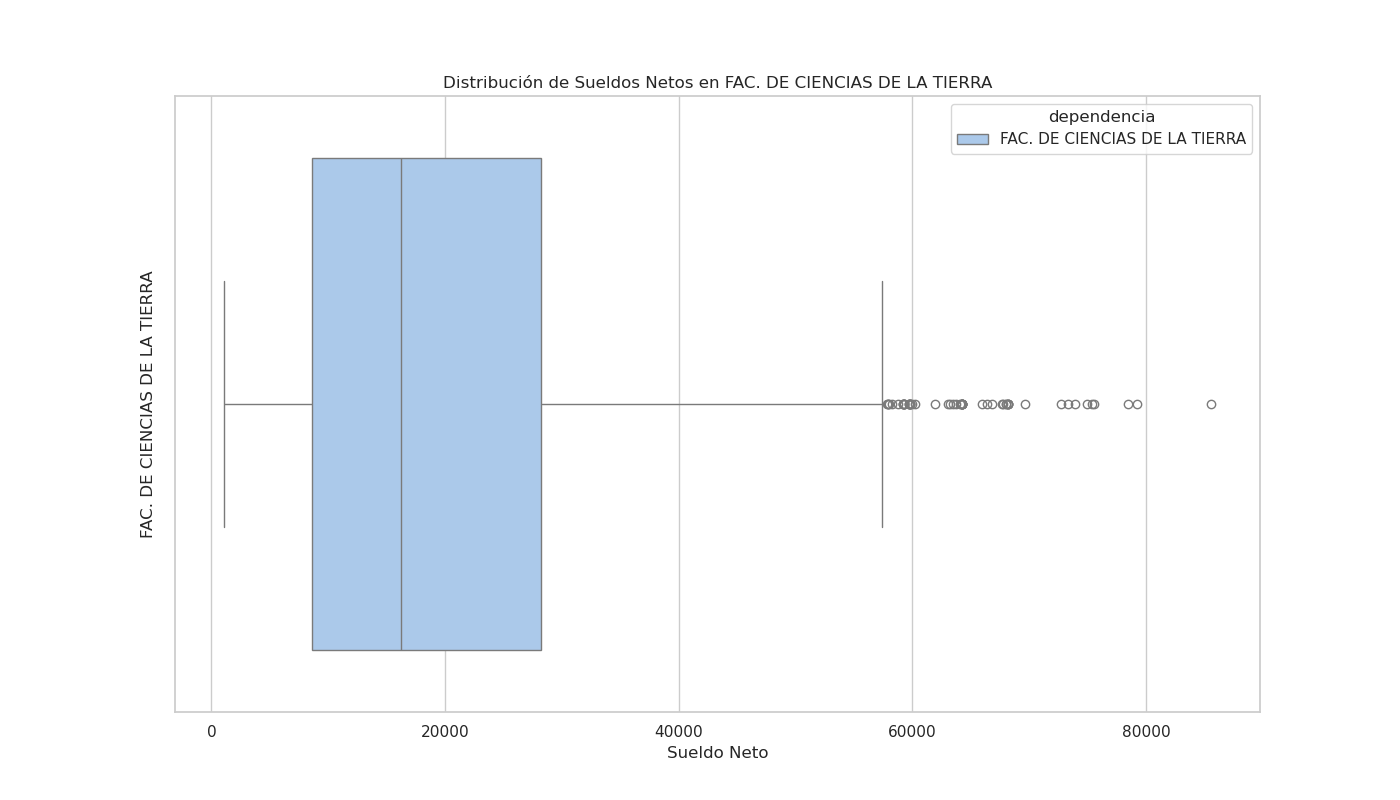 Distribución de Sueldos Netos en FAC. DE CIENCIAS DE LA TIERRA
dependencia
FAC. DE CIENCIAS DE LA TIERRA
FAC. DE CIENCIAS DE LA TIERRA
0 20000 40000 60000 80000
Sueldo Neto